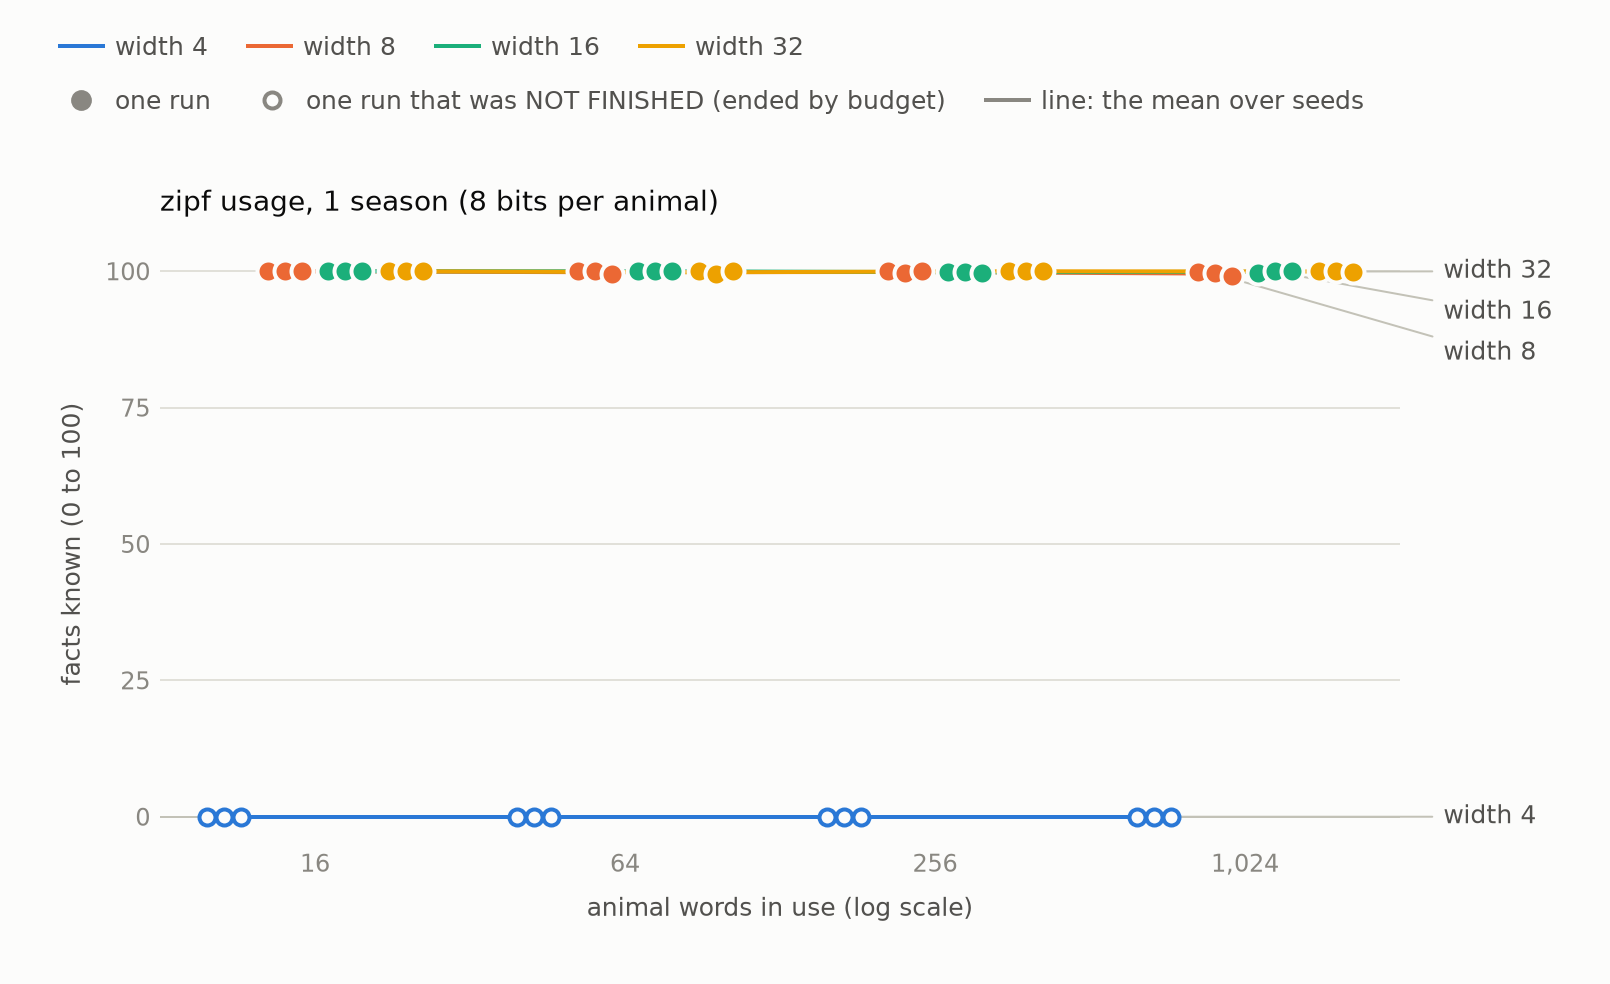 width 4 width 8 width 16 width 32
one run one run that was NOT FINISHED (ended by budget) line: the mean over seeds
zipf usage, 1 season (8 bits per animal)
100
75
50
25
0
facts known (0 to 100)
width 32
width 16
width 8
width 4
16 64 256 1,024
animal words in use (log scale)